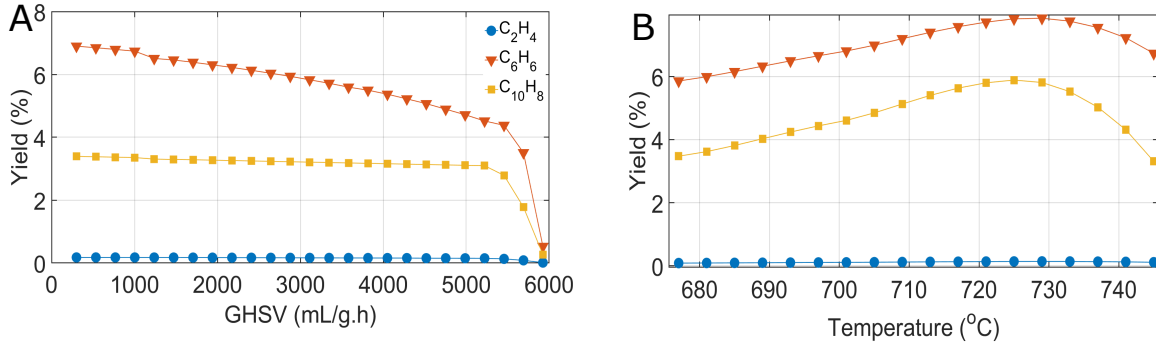 A
Yield (%)
8
6
4
2
0
C2H4
C6H6
C10H8
0 1000 2000 3000 4000 5000 6000
GHSV (mL/g.h)
B
Yield (%)
6
4
2
0
680 690 700 710 720 730 740
Temperature (°C)